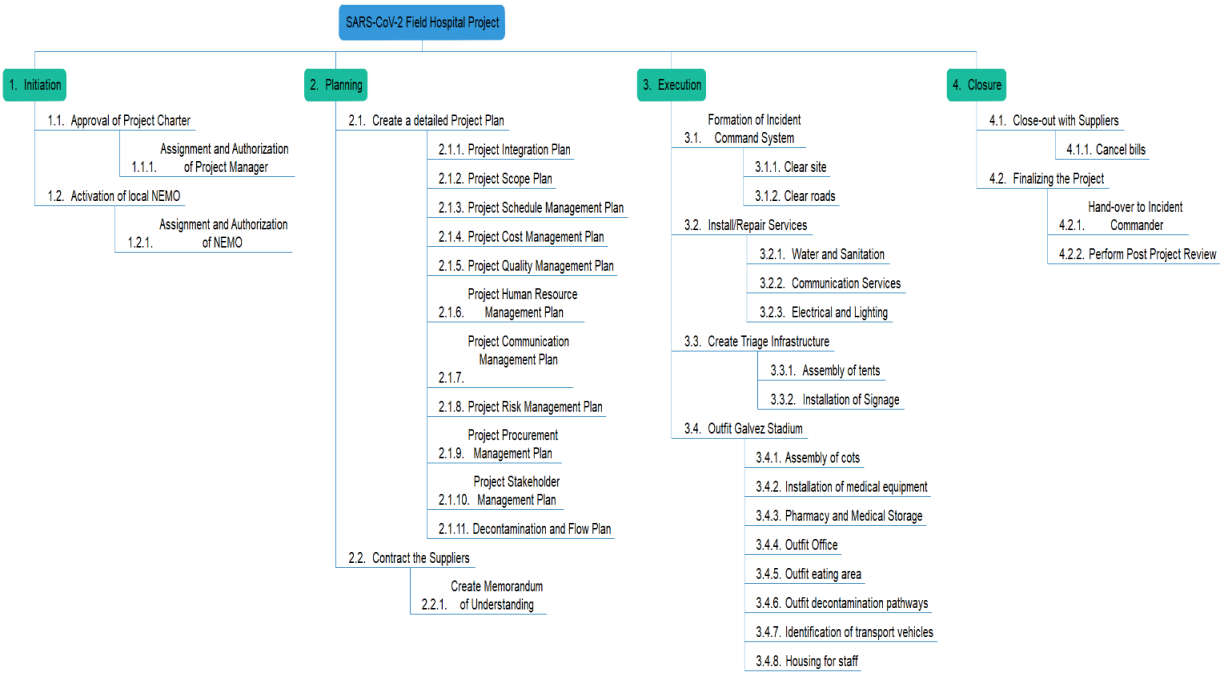 SARS-CoV-2 Field Hospital Project
1. Initiation
1.1. Approval of Project Charter
Assignment and Authorization
1.1.1. of Project Manager
1.2. Activation of local NEMO
Assignment and Authorization
1.2.1. of NEMO
2. Planning
2.1. Create a detailed Project Plan
2.1.1. Project Integration Plan
2.1.2. Project Scope Plan
2.1.3. Project Schedule Management Plan
2.1.4. Project Cost Management Plan
2.1.5. Project Quality Management Plan
Project Human Resource
2.1.6. Management Plan
Project Communication
Management Plan
2.1.7.
2.1.8. Project Risk Management Plan
Project Procurement
2.1.9. Management Plan
Project Stakeholder
2.1.10. Management Plan
2.1.11. Decontamination and Flow Plan
2.2. Contract the Suppliers
Create Memorandum
2.2.1. of Understanding
3. Execution
Formation of Incident
3.1. Command System
3.1.1. Clear site
3.1.2. Clear roads
3.2. Install/Repair Services
3.2.1. Water and Sanitation
3.2.2. Communication Services
3.2.3. Electrical and Lighting
3.3. Create Triage Infrastructure
3.3.1. Assembly of tents
3.3.2. Installation of Signage
3.4. Outfit Galvez Stadium
3.4.1. Assembly of cots
3.4.2. Installation of medical equipment
3.4.3. Pharmacy and Medical Storage
3.4.4. Outfit Office
3.4.5. Outfit eating area
3.4.6. Outfit decontamination pathways
3.4.7. Identification of transport vehicles
3.4.8. Housing for staff
4. Closure
4.1. Close-out with Suppliers
4.1.1. Cancel bills
4.2. Finalizing the Project
Hand-over to Incident
4.2.1. Commander
4.2.2. Perform Post Project Review